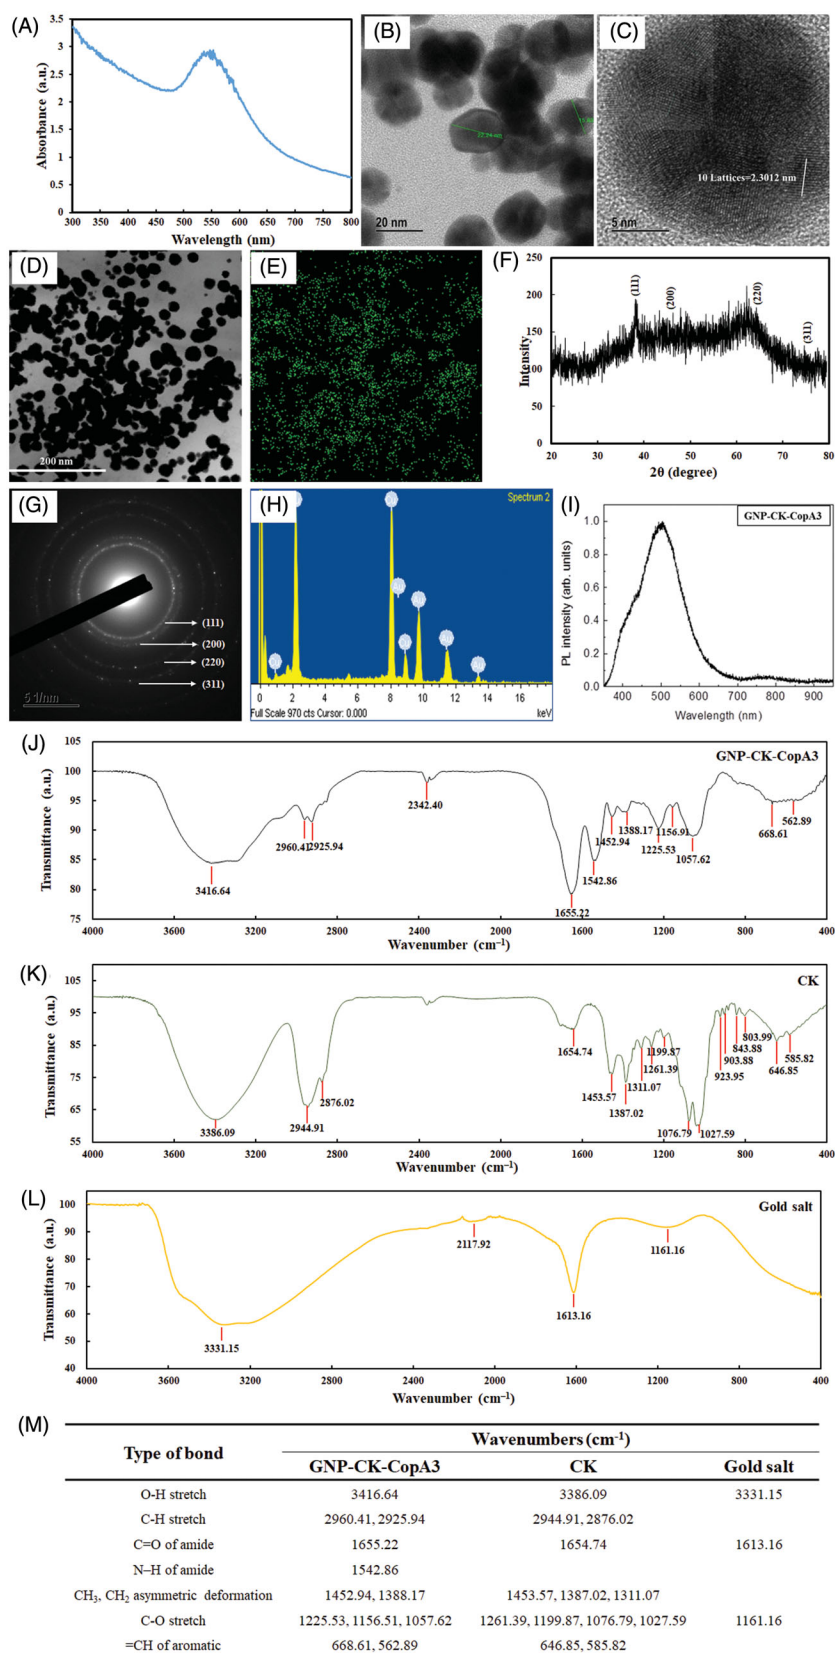 (A)
3.5
3
2.5
2
1.5
1
0.5
0
Absorbance (a.u.)
300 350 400 450 500 550 600 650 700 750 800
Wavelength (nm)
(B)
20 nm
(C)
10 Lattices=2.3012 nm
5 nm
(D)
200 nm
(E)
(F)
250
200
150
100
50
0
Intensity
(111)
(200)
(220)
(311)
20 30 40 50 60 70 80
2θ (degree)
(G)
(111)
(200)
(220)
(311)
5 1/nm
(H)
Spectrum 2
0 2 4 6 8 10 12 14 16
Full Scale 970 cts Cursor: 0.000
keV
(I)
GNP-CK-CopA3
1.0
0.8
0.6
0.4
0.2
0.0
PL intensity (arb. units)
400 500 600 700 800 900
Wavelength (nm)
(J)
GNP-CK-CopA3
105
100
95
90
85
80
75
Transmittance (a.u.)
3416.64
2960.41
2925.94
2342.40
1655.22
1542.86
1452.94
1388.17
1225.53
1156.91
1057.62
668.61
562.89
4000 3600 3200 2800 2400 2000 1600 1200 800 400
Wavenumber (cm–1)
(K)
CK
105
95
85
75
65
55
Transmittance (a.u.)
3386.09
2944.91
2876.02
1654.74
1453.57
1387.02
1311.07
1261.39
1199.87
1076.79
1027.59
923.95
903.88
843.88
803.99
646.85
585.82
4000 3600 3200 2800 2400 2000 1600 1200 800 400
Wavenumber (cm–1)
(L)
Gold salt
100
90
80
70
60
50
40
Transmittance (a.u.)
3331.15
2117.92
1613.16
1161.16
4000 3600 3200 2800 2400 2000 1600 1200 800 400
Wavenumber (cm–1)
(M)
Type of bond
Wavenumbers (cm-1)
GNP-CK-CopA3 CK Gold salt
O-H stretch 3416.64 3386.09 3331.15
C-H stretch 2960.41, 2925.94 2944.91, 2876.02
C=O of amide 1655.22 1654.74 1613.16
N–H of amide 1542.86
CH3, CH2 asymmetric deformation 1452.94, 1388.17 1453.57, 1387.02, 1311.07
C-O stretch 1225.53, 1156.51, 1057.62 1261.39, 1199.87, 1076.79, 1027.59 1161.16
=CH of aromatic 668.61, 562.89 646.85, 585.82